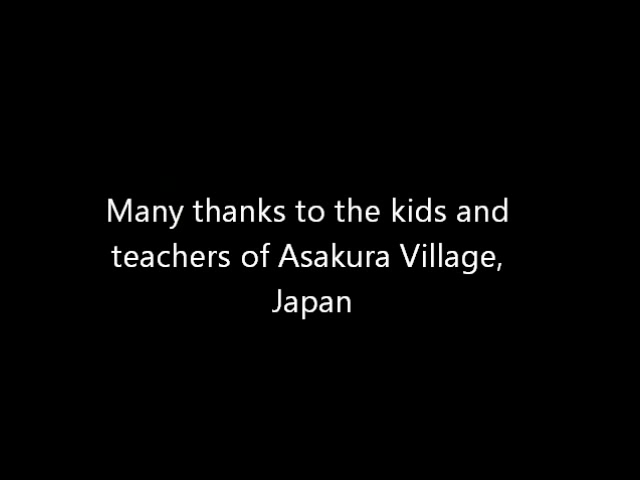 Many thanks to the kids and
teachers of Asakura Village,
Japan